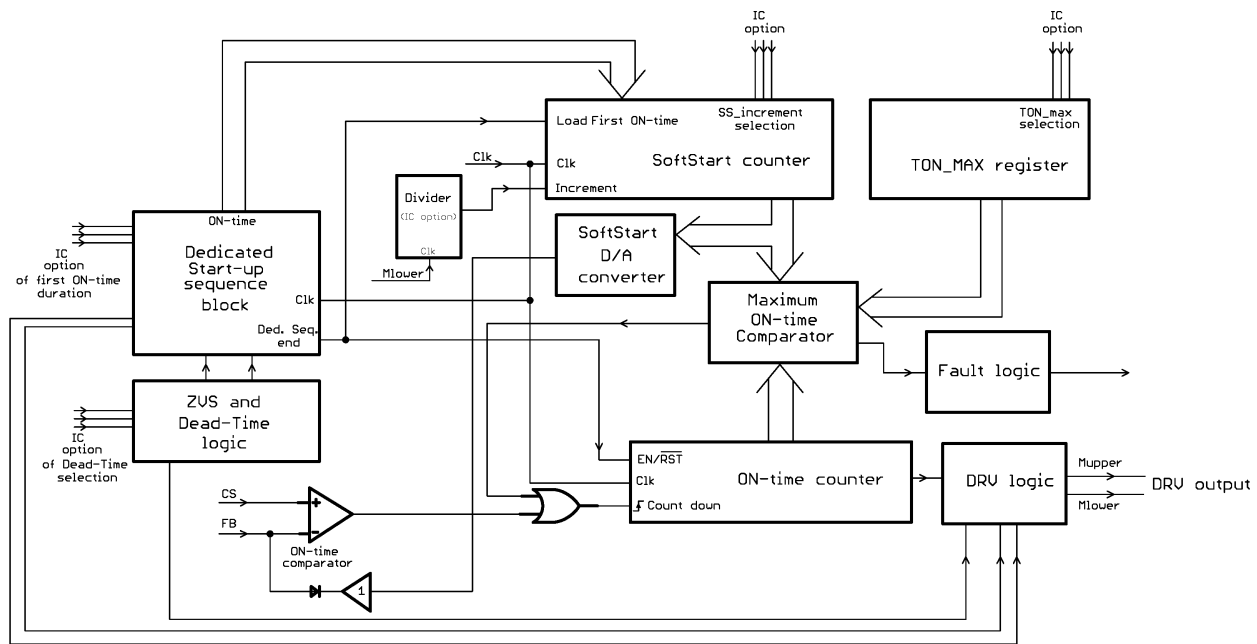 IC
option
IC
option
SS_increment
selection
Load First ON-time
SoftStart counter
Clk
Clk
Increment
TON_max
selection
TON_MAX register
Divider
(IC option)
Clk
Mlower
ON-time
Dedicated
Start-up
sequence
block
Clk
Ded. Seq.
end
IC
option
of first ON-time
duration
SoftStart
D/A
converter
Maximum
ON-time
Comparator
Fault logic
ZVS and
Dead-Time
logic
IC
option
of Dead-Time
selection
CS
FB
+
-
ON-time
comparator
1
EN/RST
Clk
Count down
ON-time counter
DRV logic
Mupper
Mlower
DRV output